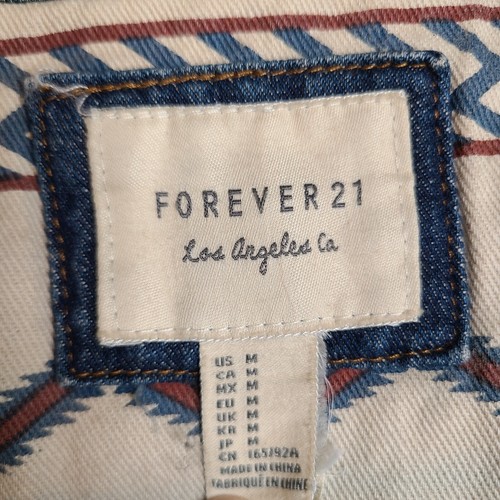 FOREVER 21
Los Angeles Ca
US M
CA M
MX M
EU M
UK M
KR M
JP M
CN 165/92A
MADE IN CHINA
FABRIQUÉ EN CHINE